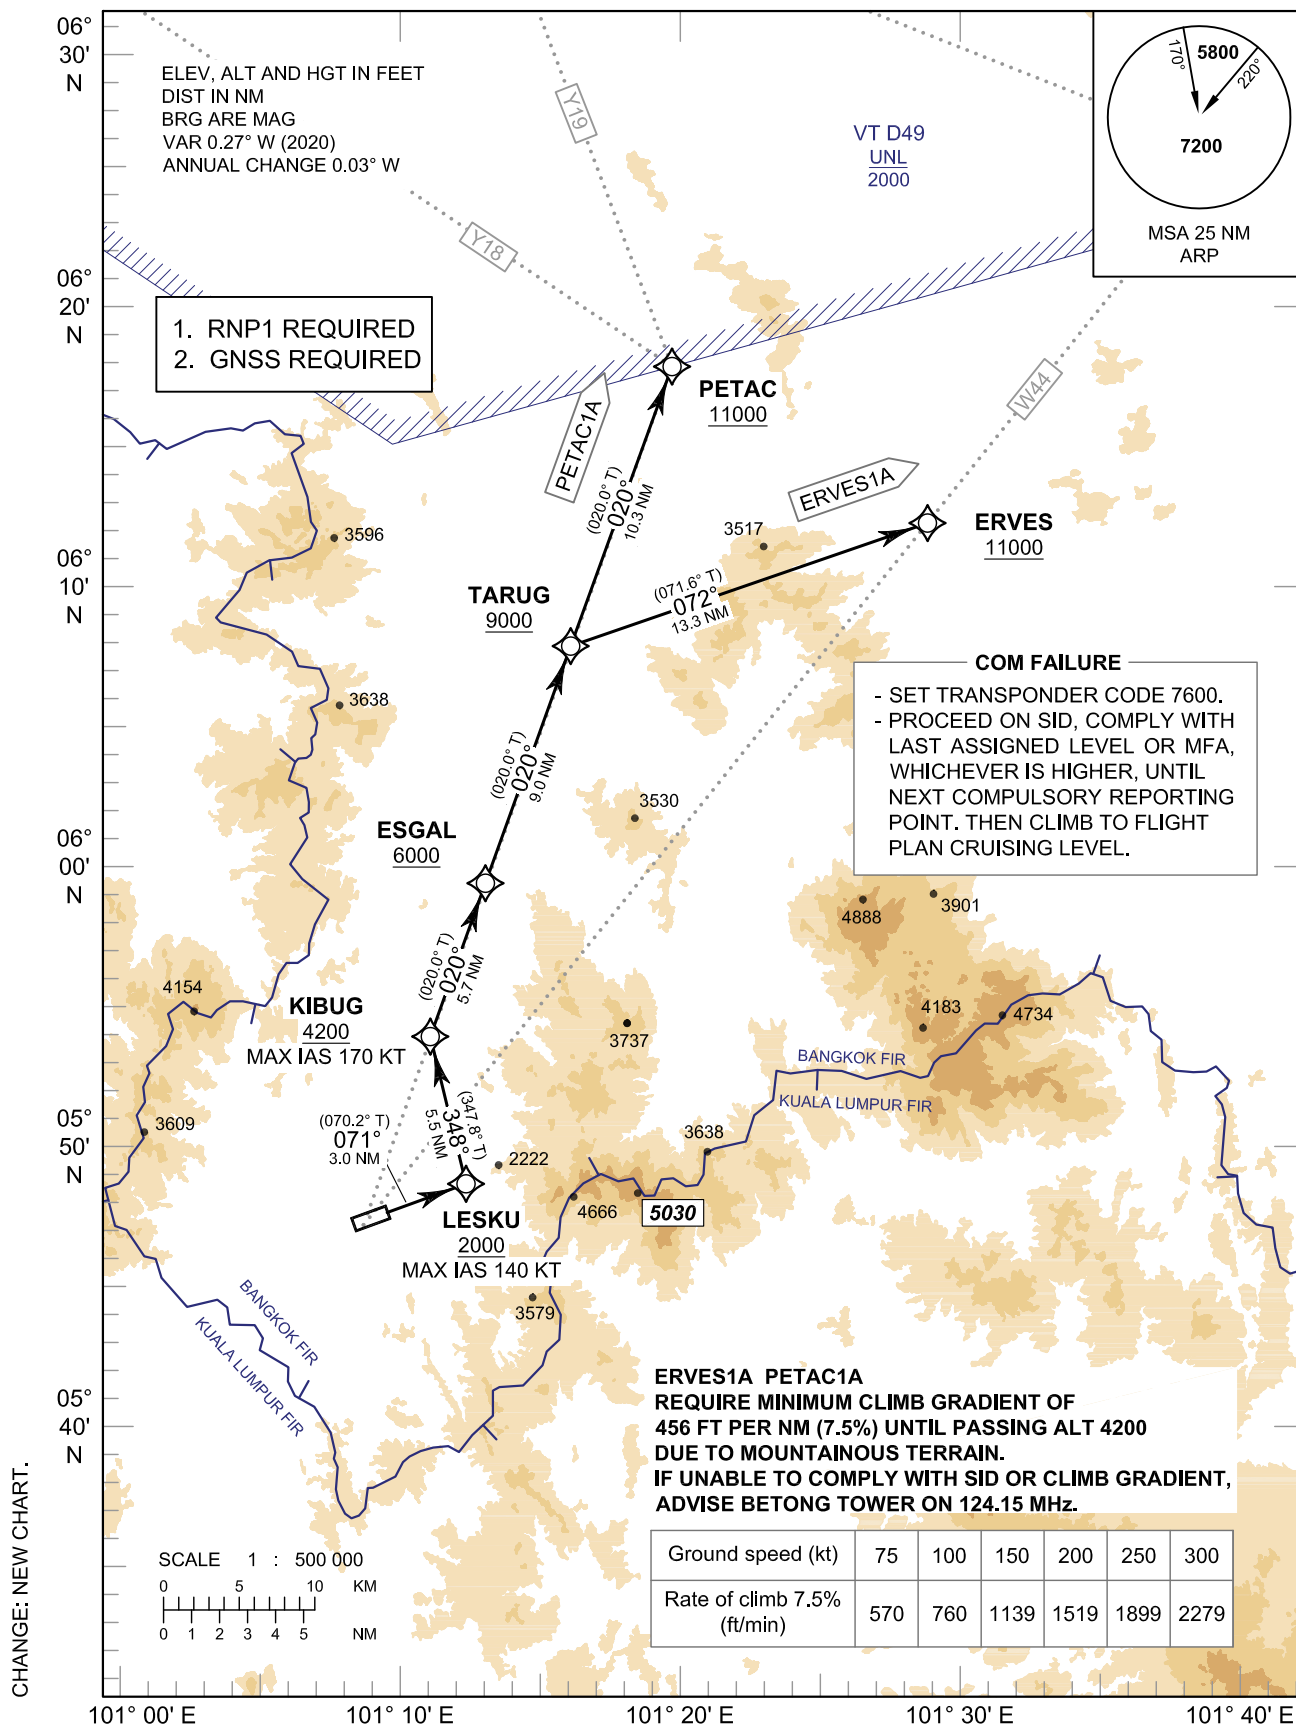 06°
30'
N
ELEV, ALT AND HGT IN FEET
DIST IN NM
BRG ARE MAG
VAR 0.27° W (2020)
ANNUAL CHANGE 0.03° W
Y19
Y18
VT D49
UNL
2000
170°
5800
220°
7200
MSA 25 NM
ARP
06°
20'
N
1. RNP1 REQUIRED
2. GNSS REQUIRED
W44
PETAC
11000
PETAC1A
ERVES1A
(020.0° T)
020°
10.3 NM
3596
3517
ERVES
11000
06°
10'
N
TARUG
9000
(071.6° T)
072°
13.3 NM
3638
COM FAILURE
- SET TRANSPONDER CODE 7600.
- PROCEED ON SID, COMPLY WITH
LAST ASSIGNED LEVEL OR MFA,
WHICHEVER IS HIGHER, UNTIL
NEXT COMPULSORY REPORTING
POINT. THEN CLIMB TO FLIGHT
PLAN CRUISING LEVEL.
(020.0° T)
020°
9.0 NM
3530
ESGAL
6000
06°
00'
N
4888
3901
(020.0° T)
020°
5.7 NM
4154
KIBUG
4200
MAX IAS 170 KT
3737
4183
4734
BANGKOK FIR
KUALA LUMPUR FIR
(347.8° T)
348°
5.5 NM
05°
50'
N
3609
(070.2° T)
071°
3.0 NM
2222
3638
4666
5030
LESKU
2000
MAX IAS 140 KT
3579
BANGKOK FIR
KUALA LUMPUR FIR
05°
40'
N
ERVES1A PETAC1A
REQUIRE MINIMUM CLIMB GRADIENT OF
456 FT PER NM (7.5%) UNTIL PASSING ALT 4200
DUE TO MOUNTAINOUS TERRAIN.
IF UNABLE TO COMPLY WITH SID OR CLIMB GRADIENT,
ADVISE BETONG TOWER ON 124.15 MHz.
Ground speed (kt) 75 100 150 200 250 300
Rate of climb 7.5%
(ft/min) 570 760 1139 1519 1899 2279
SCALE 1 : 500 000
0 5 10 KM
0 1 2 3 4 5 NM
CHANGE: NEW CHART.
101° 00' E
101° 10' E
101° 20' E
101° 30' E
101° 40' E